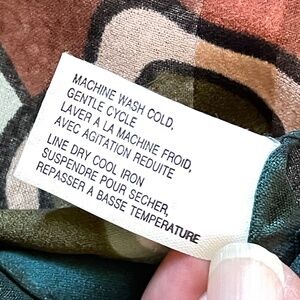 MACHINE WASH COLD,
GENTLE CYCLE
LAVER A LA MACHINE FROID,
AVEC AGITATION REDUITE
LINE DRY COOL IRON
SUSPENDRE POUR SECHER,
REPASSER A BASSE TEMPERATURE